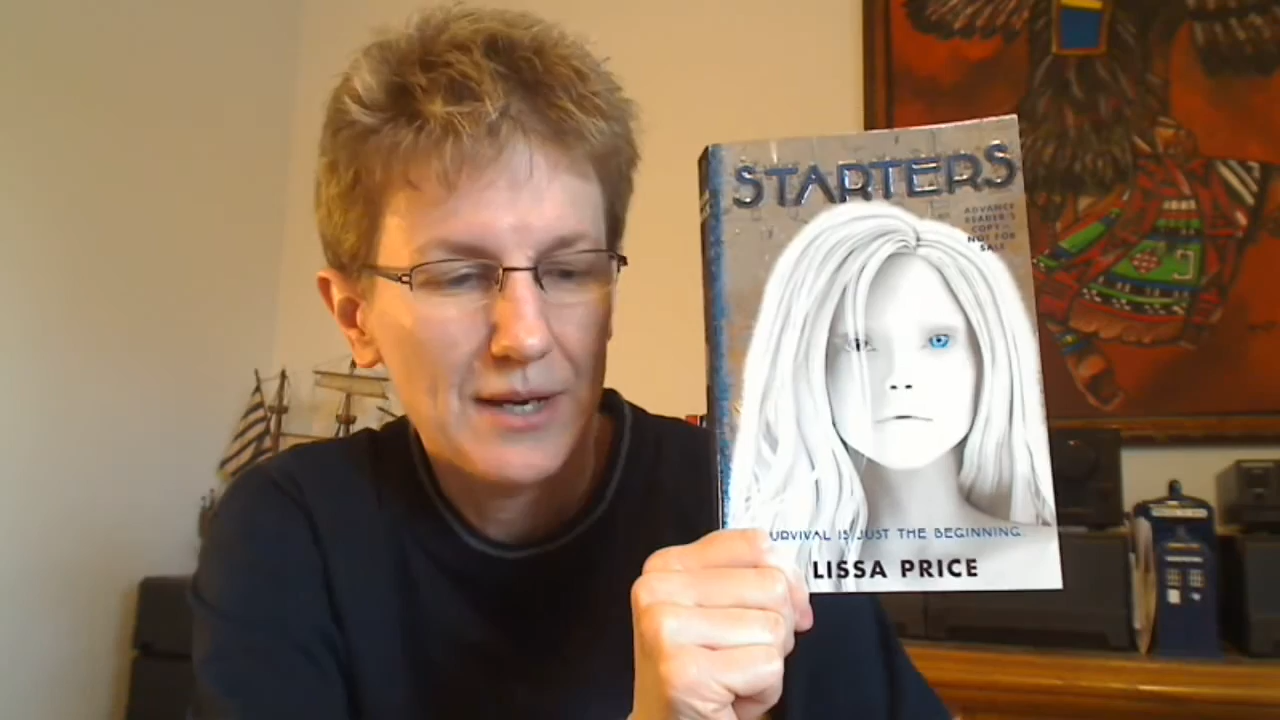 STARTERS
ADVANCE
READER'S
COPY–
NOT FOR
SALE
URVIVAL IS JUST THE BEGINNING
LISSA PRICE